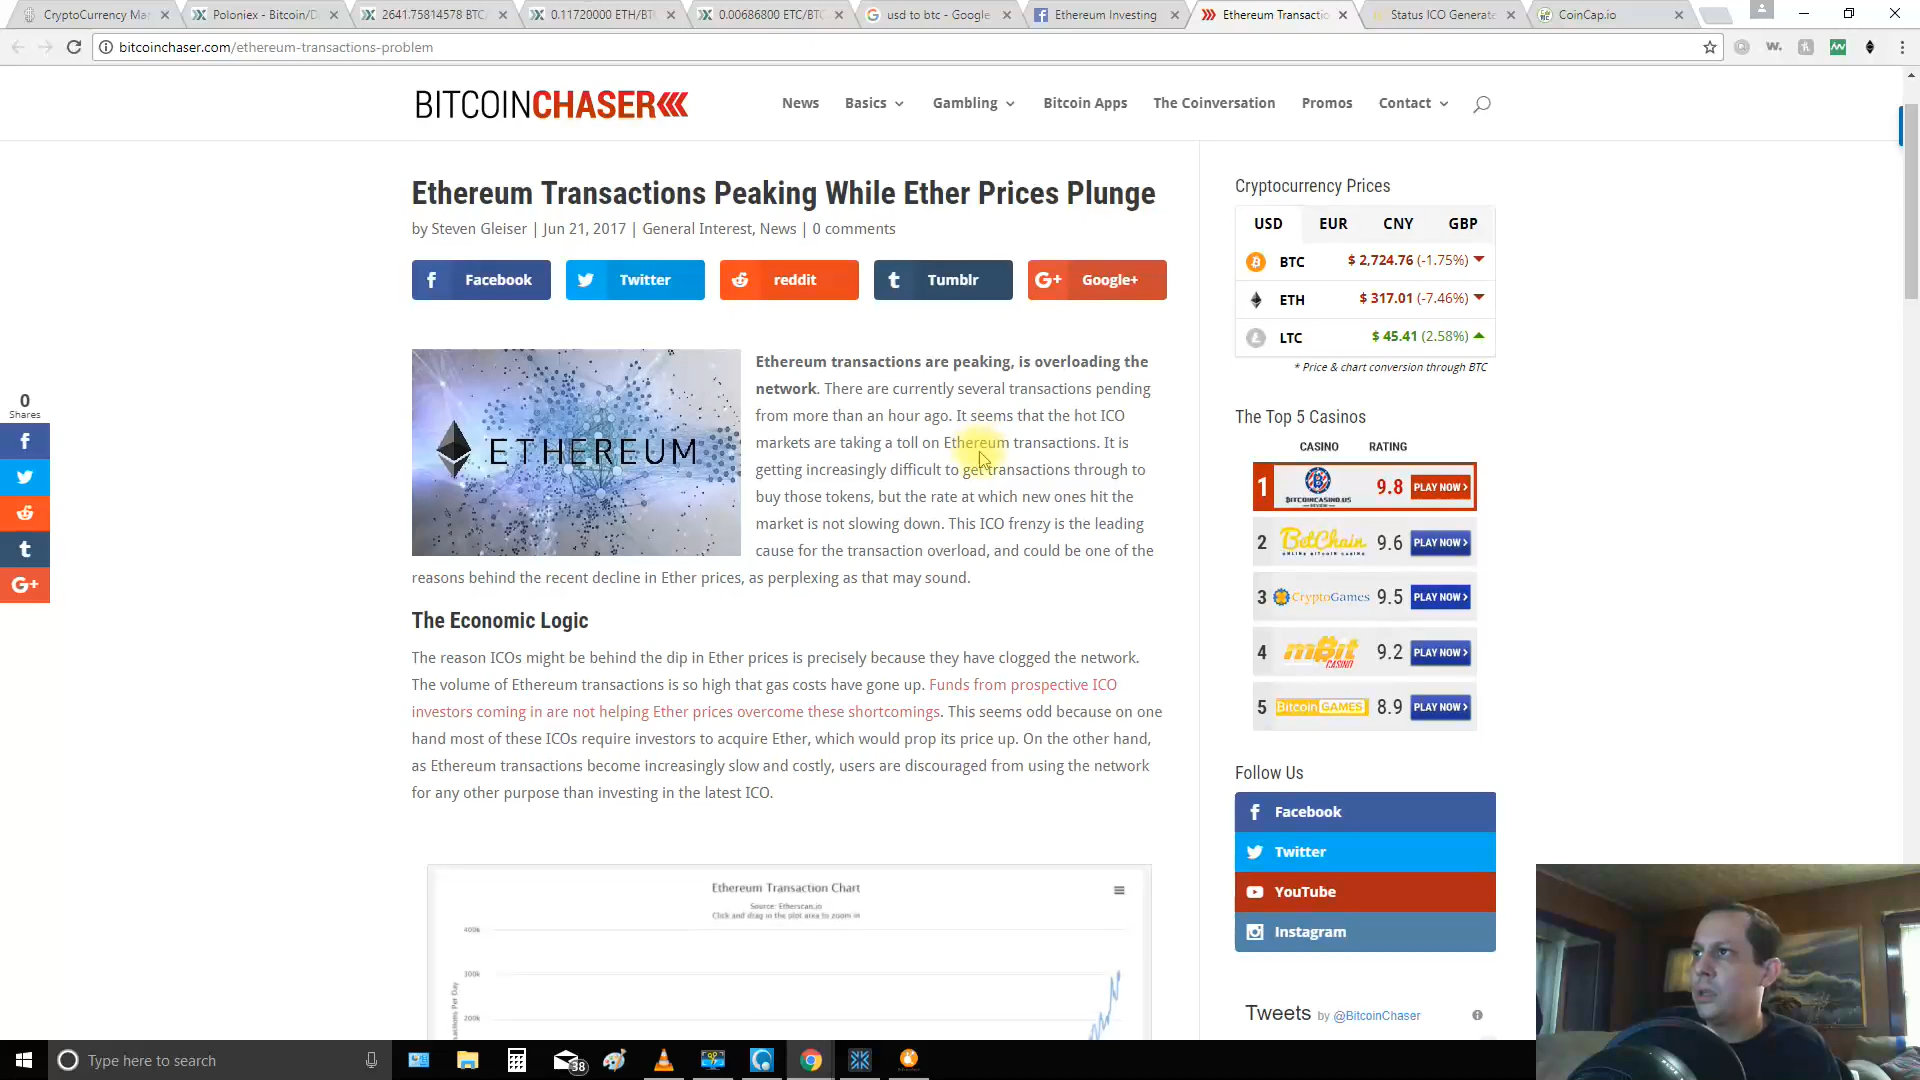 CryptoCurrency Ma
Poloniex - Bitcoin/D
2641.75814578 BTC/
0.11720000 ETH/BT
0.00686800 ETC/BTC
usd to btc - Google
Ethereum Investing
Ethereum Transactio
Status ICO Generate
CoinCap.io
bitcoinchaser.com/ethereum-transactions-problem
BITCOINCHASER
News
Basics
Gambling
Bitcoin Apps
The Coinversation
Promos
Contact
Ethereum Transactions Peaking While Ether Prices Plunge
by Steven Gleiser | Jun 21, 2017 | General Interest, News | 0 comments
Facebook
Twitter
reddit
Tumblr
Google+
0
Shares
ETHEREUM
Ethereum transactions are peaking, is overloading the
network. There are currently several transactions pending
from more than an hour ago. It seems that the hot ICO
markets are taking a toll on Ethereum transactions. It is
getting increasingly difficult to get transactions through to
buy those tokens, but the rate at which new ones hit the
market is not slowing down. This ICO frenzy is the leading
cause for the transaction overload, and could be one of the
reasons behind the recent decline in Ether prices, as perplexing as that may sound.
The Economic Logic
The reason ICOs might be behind the dip in Ether prices is precisely because they have clogged the network.
The volume of Ethereum transactions is so high that gas costs have gone up. Funds from prospective ICO
investors coming in are not helping Ether prices overcome these shortcomings. This seems odd because on one
hand most of these ICOs require investors to acquire Ether, which would prop its price up. On the other hand,
as Ethereum transactions become increasingly slow and costly, users are discouraged from using the network
for any other purpose than investing in the latest ICO.
Ethereum Transaction Chart
Source: Etherscan.io
Click and drag in the plot area to zoom in
400k
300k
200k
Per Day
Cryptocurrency Prices
USD EUR CNY GBP
BTC $ 2,724.76 (-1.75%)
ETH $ 317.01 (-7.46%)
LTC $ 45.41 (2.58%)
* Price & chart conversion through BTC
The Top 5 Casinos
CASINO RATING
1 BITCOINCASINO.US 9.8 PLAY NOW
2 BetChain 9.6 PLAY NOW
3 CryptoGames 9.5 PLAY NOW
4 mBit CASINO 9.2 PLAY NOW
5 Bitcoin GAMES 8.9 PLAY NOW
Follow Us
Facebook
Twitter
YouTube
Instagram
Tweets by @BitcoinChaser
Type here to search
38